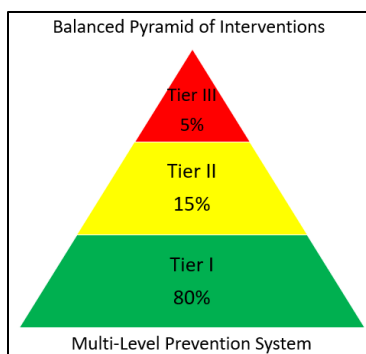 Balanced Pyramid of Interventions
Tier III
5%
Tier II
15%
Tier I
80%
Multi-Level Prevention System